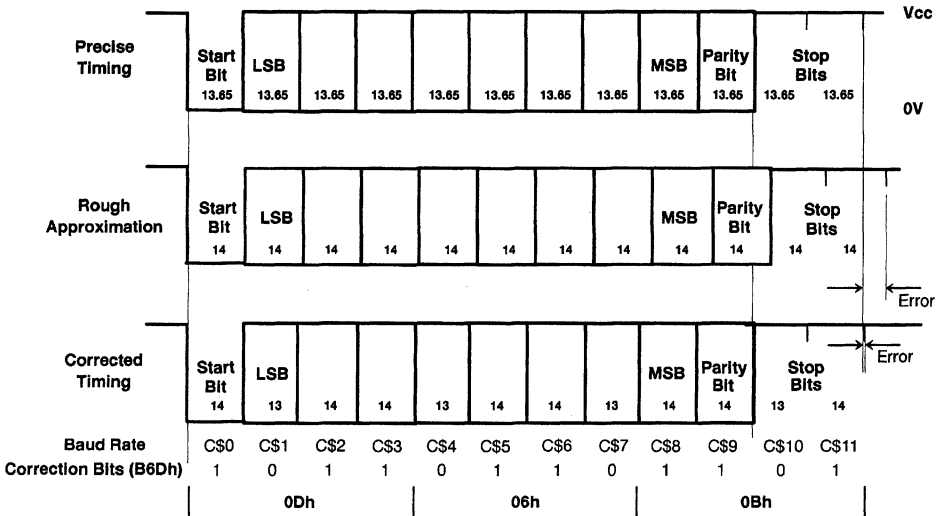 Vcc
Precise
Timing
Start
Bit
LSB
MSB
Parity
Bit
Stop
Bits
13.65 13.65 13.65 13.65 13.65 13.65 13.65 13.65 13.65 13.65 13.65 13.65
0V
Rough
Approximation
Start
Bit
LSB
MSB
Parity
Bit
Stop
Bits
14 14 14 14 14 14 14 14 14 14 14 14
Error
Corrected
Timing
Start
Bit
LSB
MSB
Parity
Bit
Stop
Bits
Error
14 13 14 14 13 14 14 13 14 14 13 14
Baud Rate C$0 C$1 C$2 C$3 C$4 C$5 C$6 C$7 C$8 C$9 C$10 C$11
Correction Bits (B6Dh) 1 0 1 1 0 1 1 0 1 1 0 1
0Dh 06h 0Bh